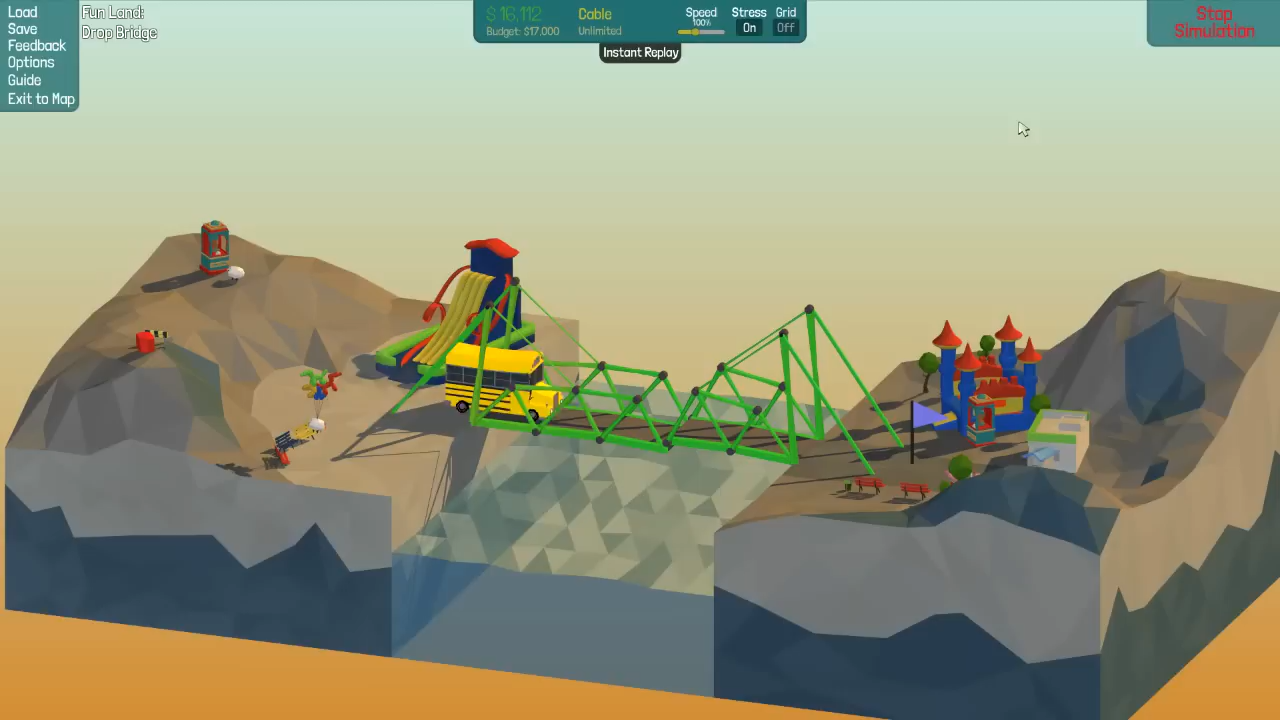 Load
Save
Feedback
Options
Guide
Exit to Map
Fun Land:
Drop Bridge
$ 16,112
Budget: $17,000
Cable
Unlimited
Speed
100%
Stress
On
Grid
Off
Instant Replay
Stop
Simulation